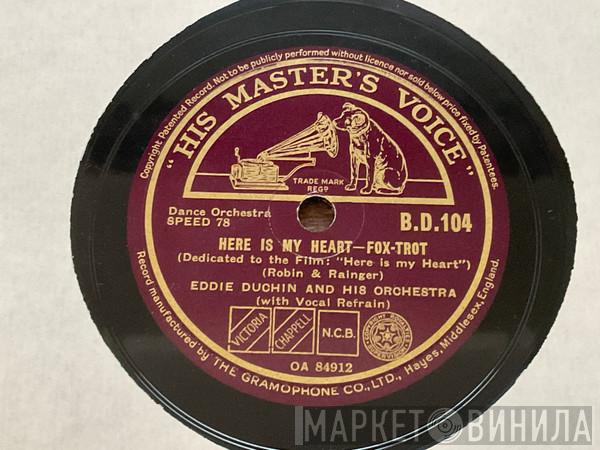 Copyright Patented Record. Not to be publicly performed without licence nor sold below price fixed by Patentees.
"HIS MASTER'S VOICE"
TRADE MARK
REGD
Dance Orchestra
SPEED 78
B.D.104
HERE IS MY HEART—FOX-TROT
(Dedicated to the Film: "Here is my Heart")
(Robin & Rainger)
EDDIE DUCHIN AND HIS ORCHESTRA
(with Vocal Refrain)
VICTORIA
CHAPPELL
N.C.B.
OA 84912
Record manufactured by THE GRAMOPHONE CO., LTD., Hayes, Middlesex, England.
МАРКЕТ ВИНИЛА